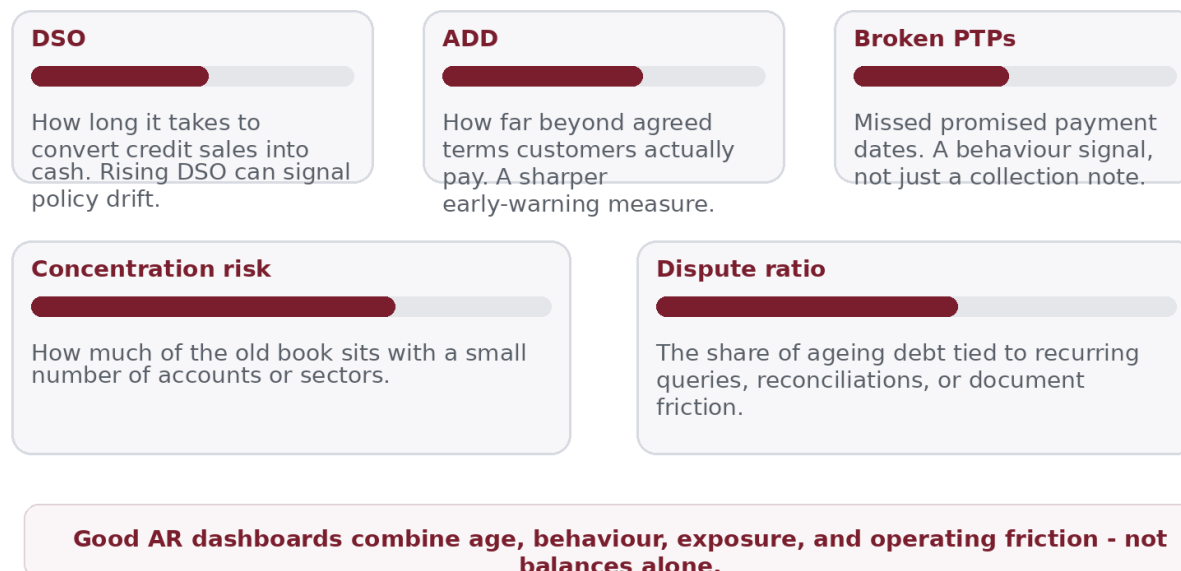 DSO
How long it takes to
convert credit sales into
cash. Rising DSO can signal
policy drift.
ADD
How far beyond agreed
terms customers actually
pay. A sharper
early-warning measure.
Broken PTPs
Missed promised payment
dates. A behaviour signal,
not just a collection note.
Concentration risk
How much of the old book sits with a small
number of accounts or sectors.
Dispute ratio
The share of ageing debt tied to recurring
queries, reconciliations, or document
friction.
Good AR dashboards combine age, behaviour, exposure, and operating friction - not
balances alone.